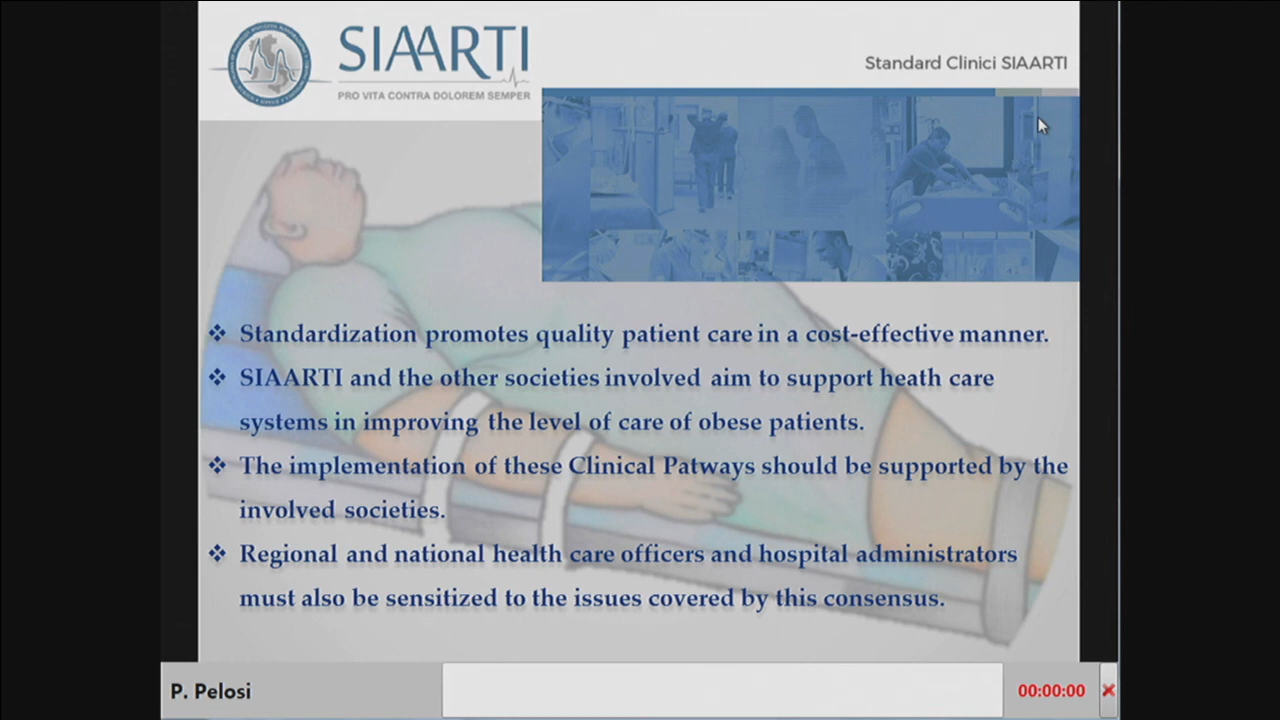 SIAARTI
PRO VITA CONTRA DOLOREM SEMPER
Standard Clinici SIAARTI
❖ Standardization promotes quality patient care in a cost-effective manner.
❖ SIAARTI and the other societies involved aim to support heath care
systems in improving the level of care of obese patients.
❖ The implementation of these Clinical Patways should be supported by the
involved societies.
❖ Regional and national health care officers and hospital administrators
must also be sensitized to the issues covered by this consensus.
P. Pelosi
00:00:00